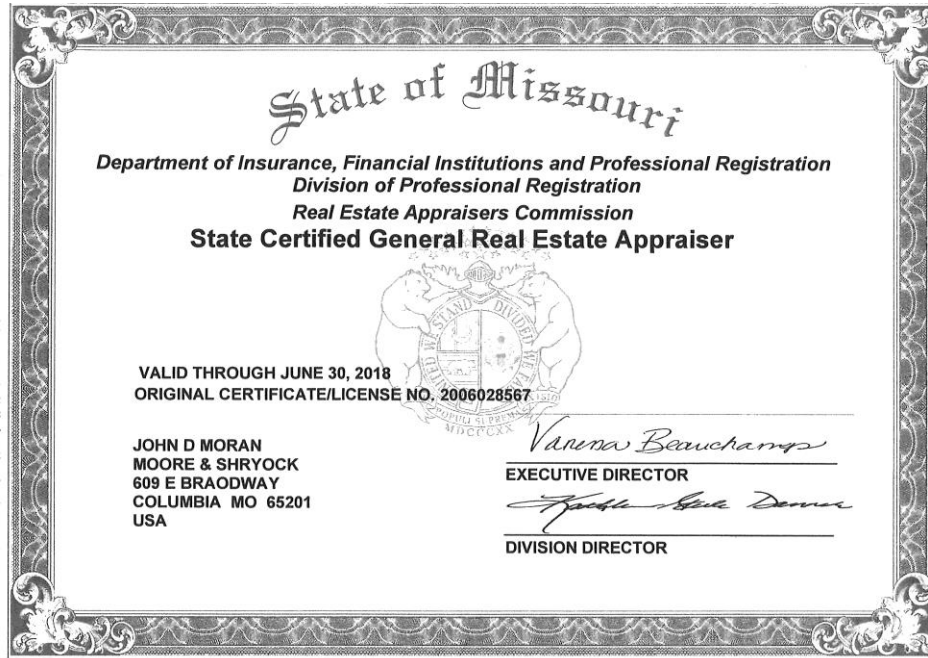 State of Missouri
Department of Insurance, Financial Institutions and Professional Registration
Division of Professional Registration
Real Estate Appraisers Commission
State Certified General Real Estate Appraiser
VALID THROUGH JUNE 30, 2018
ORIGINAL CERTIFICATE/LICENSE NO. 2006028567
JOHN D MORAN
MOORE & SHRYOCK
609 E BRAODWAY
COLUMBIA MO 65201
USA
UNITED WE STAND DIVIDED WE FALL
MDCCCXX
Vanessa Beauchamp
EXECUTIVE DIRECTOR
DIVISION DIRECTOR